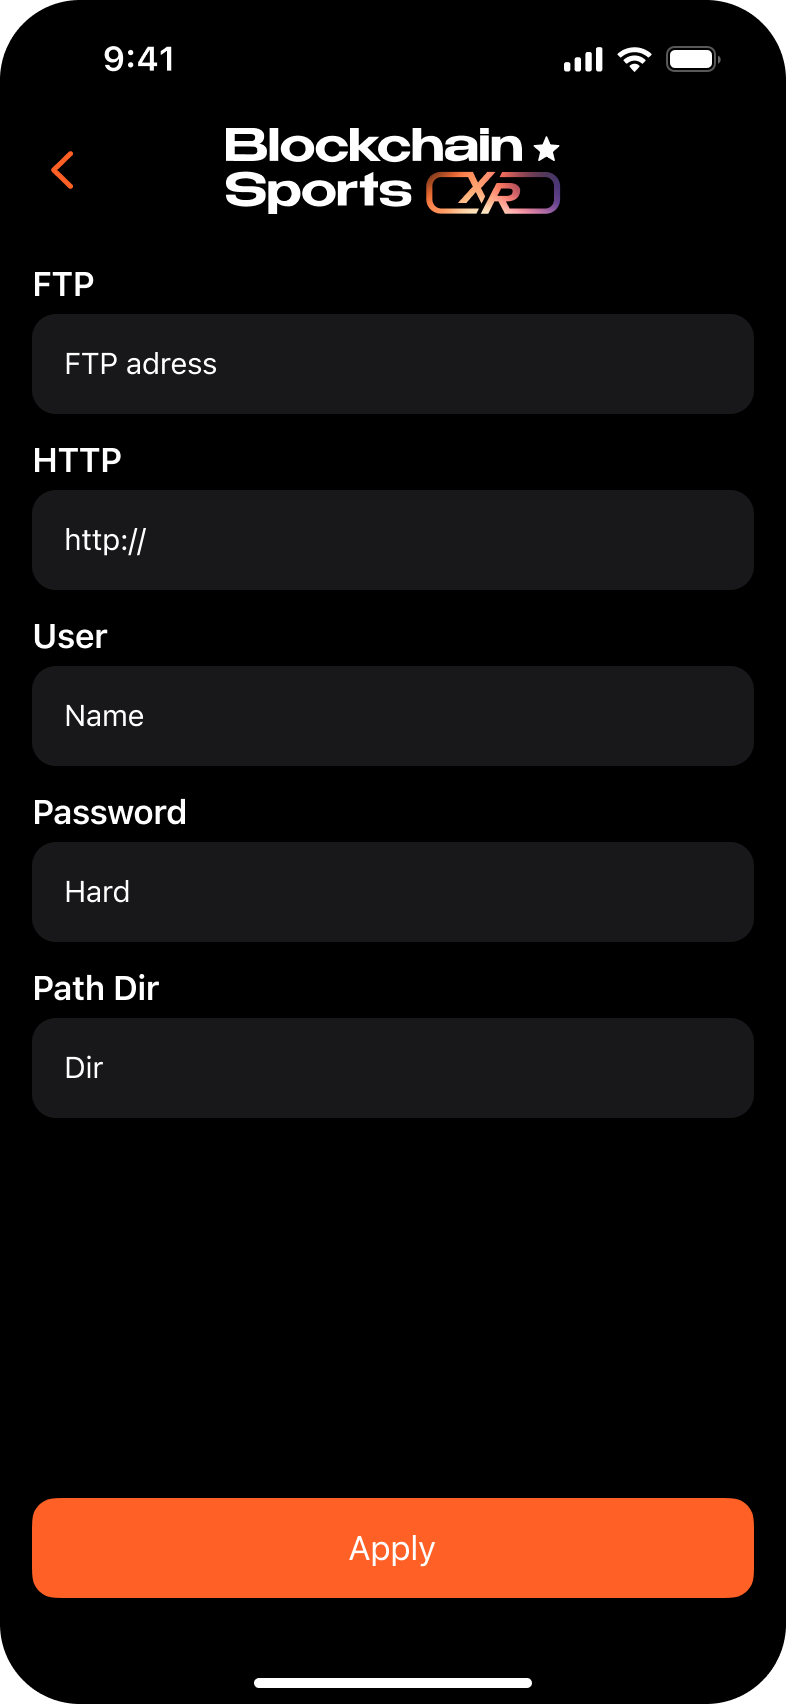 9:41
Blockchain
Sports XR
FTP
FTP adress
HTTP
http://
User
Name
Password
Hard
Path Dir
Dir
Apply